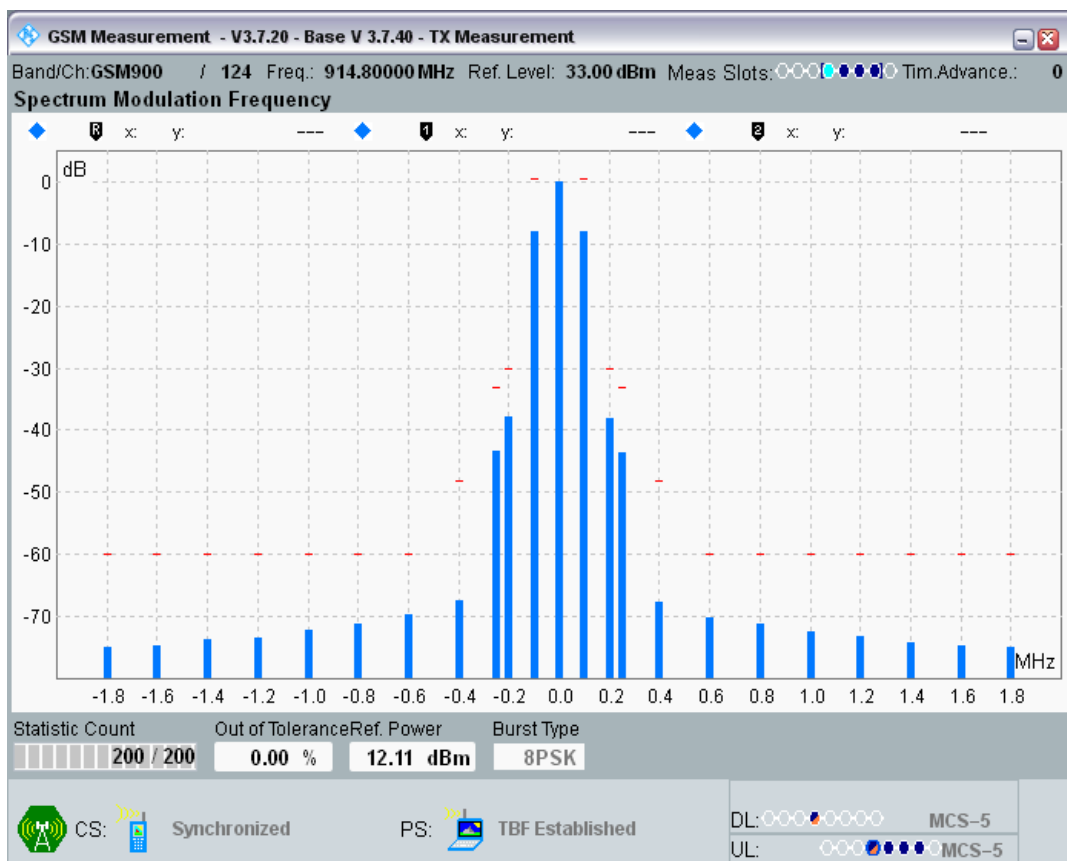 GSM Measurement - V3.7.20 - Base V 3.7.40 - TX Measurement
Band/Ch:GSM900 / 124 Freq.: 914.80000 MHz Ref. Level: 33.00 dBm Meas Slots: Tim.Advance.: 0
Spectrum Modulation Frequency
R x: y: --- 1 x: y: --- 2 x: y: ---
dB
0
-10
-20
-30
-40
-50
-60
-70
MHz
-1.8 -1.6 -1.4 -1.2 -1.0 -0.8 -0.6 -0.4 -0.2 0.0 0.2 0.4 0.6 0.8 1.0 1.2 1.4 1.6 1.8
Statistic Count Out of Tolerance Ref. Power Burst Type
200 / 200 0.00 % 12.11 dBm 8PSK
CS: Synchronized PS: TBF Established
DL: MCS-5
UL: MCS-5